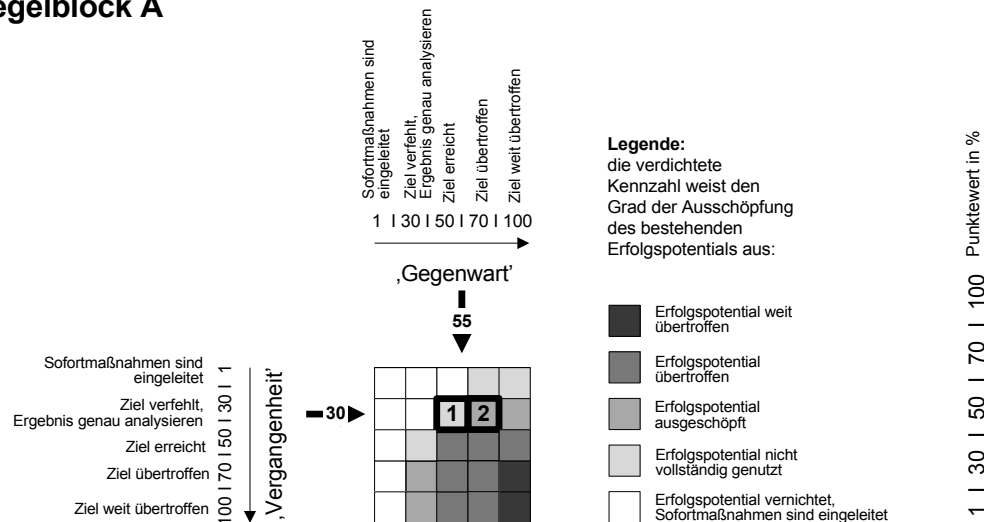 egelblock A
Sofortmaßnahmen sind
eingeleitet
Ziel verfehlt,
Ergebnis genau analysieren
Ziel erreicht
Ziel übertroffen
Ziel weit übertroffen
1 I 30 I 50 I 70 I 100
‚Gegenwart’
55
Sofortmaßnahmen sind
eingeleitet
Ziel verfehlt,
Ergebnis genau analysieren
Ziel erreicht
Ziel übertroffen
Ziel weit übertroffen
100 I 70 I 50 I 30 I 1
‚Vergangenheit’
30
1 2
Legende:
die verdichtete
Kennzahl weist den
Grad der Ausschöpfung
des bestehenden
Erfolgspotentials aus:
Erfolgspotential weit
übertroffen
Erfolgspotential
übertroffen
Erfolgspotential
ausgeschöpft
Erfolgspotential nicht
vollständig genutzt
Erfolgspotential vernichtet,
Sofortmaßnahmen sind eingeleitet
1 I 30 I 50 I 70 I 100 Punktewert in %